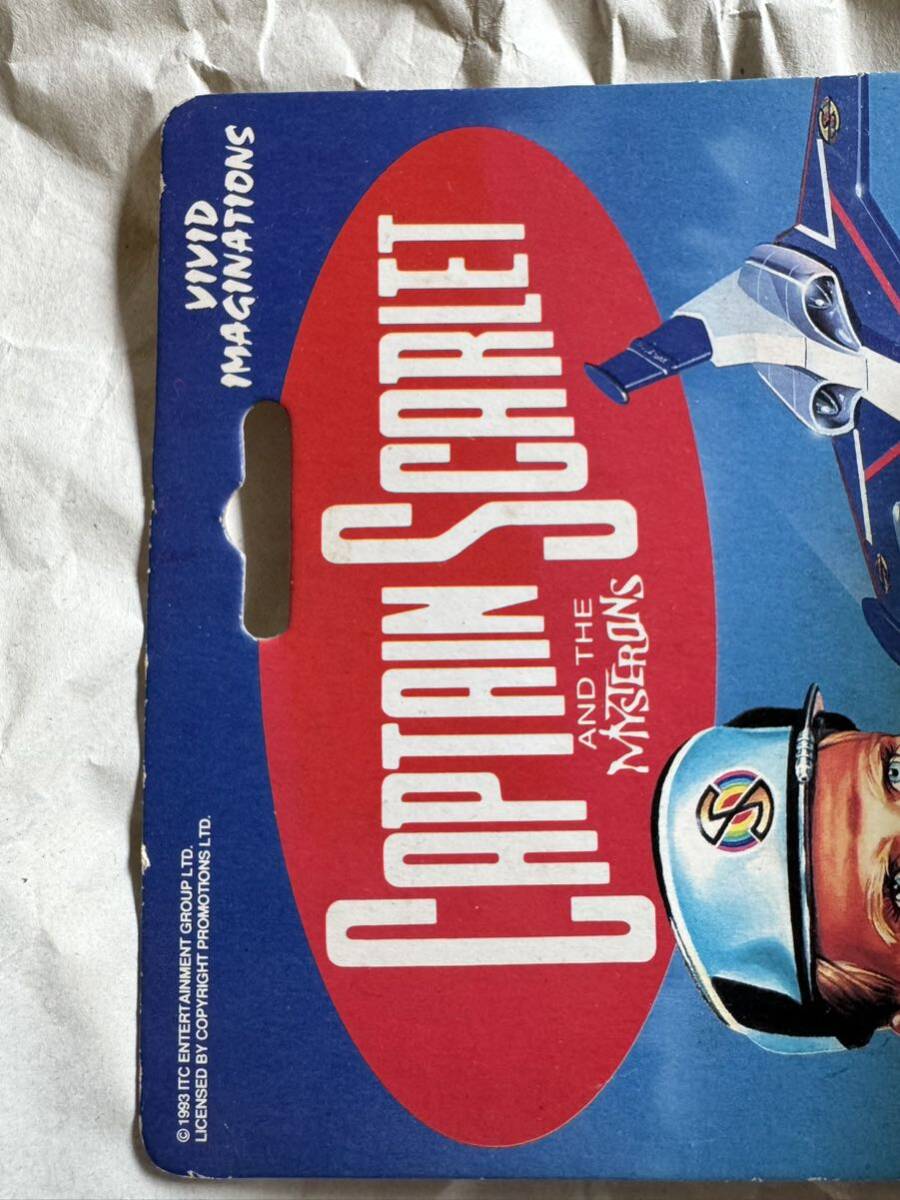 © 1993 ITC ENTERTAINMENT GROUP LTD.
LICENSED BY COPYRIGHT PROMOTIONS LTD.
VIVID
IMAGINATIONS
CAPTAIN SCARLET
AND THE
MYSTERONS